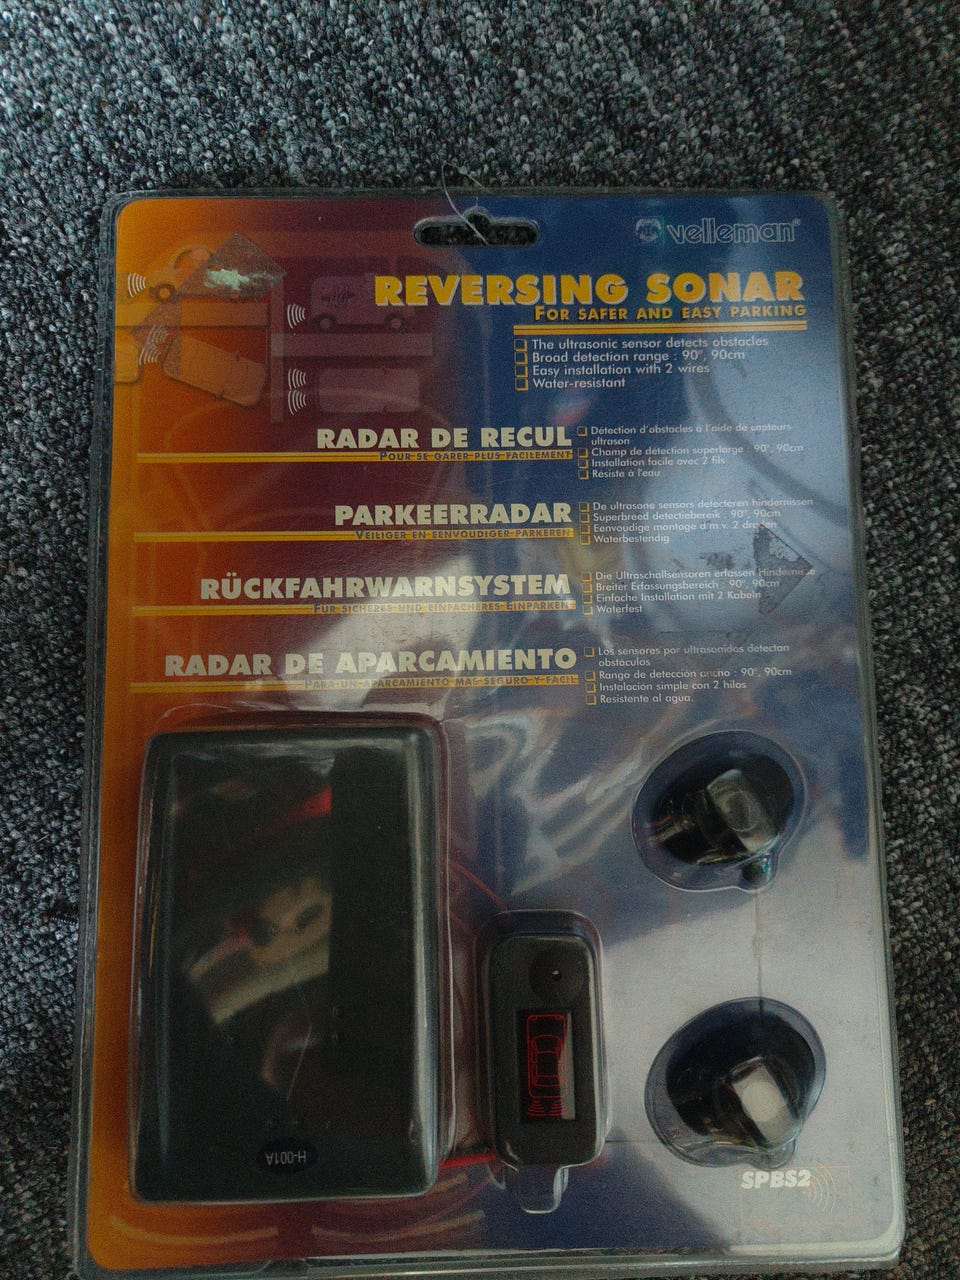 velleman®
REVERSING SONAR
FOR SAFER AND EASY PARKING
The ultrasonic sensor detects obstacles
Broad detection range : 90°, 90cm
Easy installation with 2 wires
Water-resistant
RADAR DE RECUL
POUR SE GARER PLUS FACILEMENT
Détection d'obstacles à l'aide de capteurs
ultrason
Champ de détection superlarge : 90°, 90cm
Installation facile avec 2 fils
Résiste à l'eau
PARKEERRADAR
VEILIGER EN EENVOUDIGER PARKEREN
De ultrasone sensors detecteren hindernissen
Superbreed detectiebereik : 90°, 90cm
Eenvoudige montage d.m.v. 2 draden
Waterbestendig
RÜCKFAHRWARNSYSTEM
FÜR SICHERES UND EINFACHERES EINPARKEN
Die Ultraschallsensoren erfassen Hindernisse
Breiter Erfassungsbereich : 90°, 90cm
Einfache Installation mit 2 Kabeln
Waterfest
RADAR DE APARCAMIENTO
PARA UN APARCAMIENTO MAS SEGURO Y FACIL
Los sensores por ultrasonidos detectan
obstáculos
Rango de detección ancho : 90°, 90cm
Instalación simple con 2 hilos
Resistente al agua.
H-001A
SPBS2